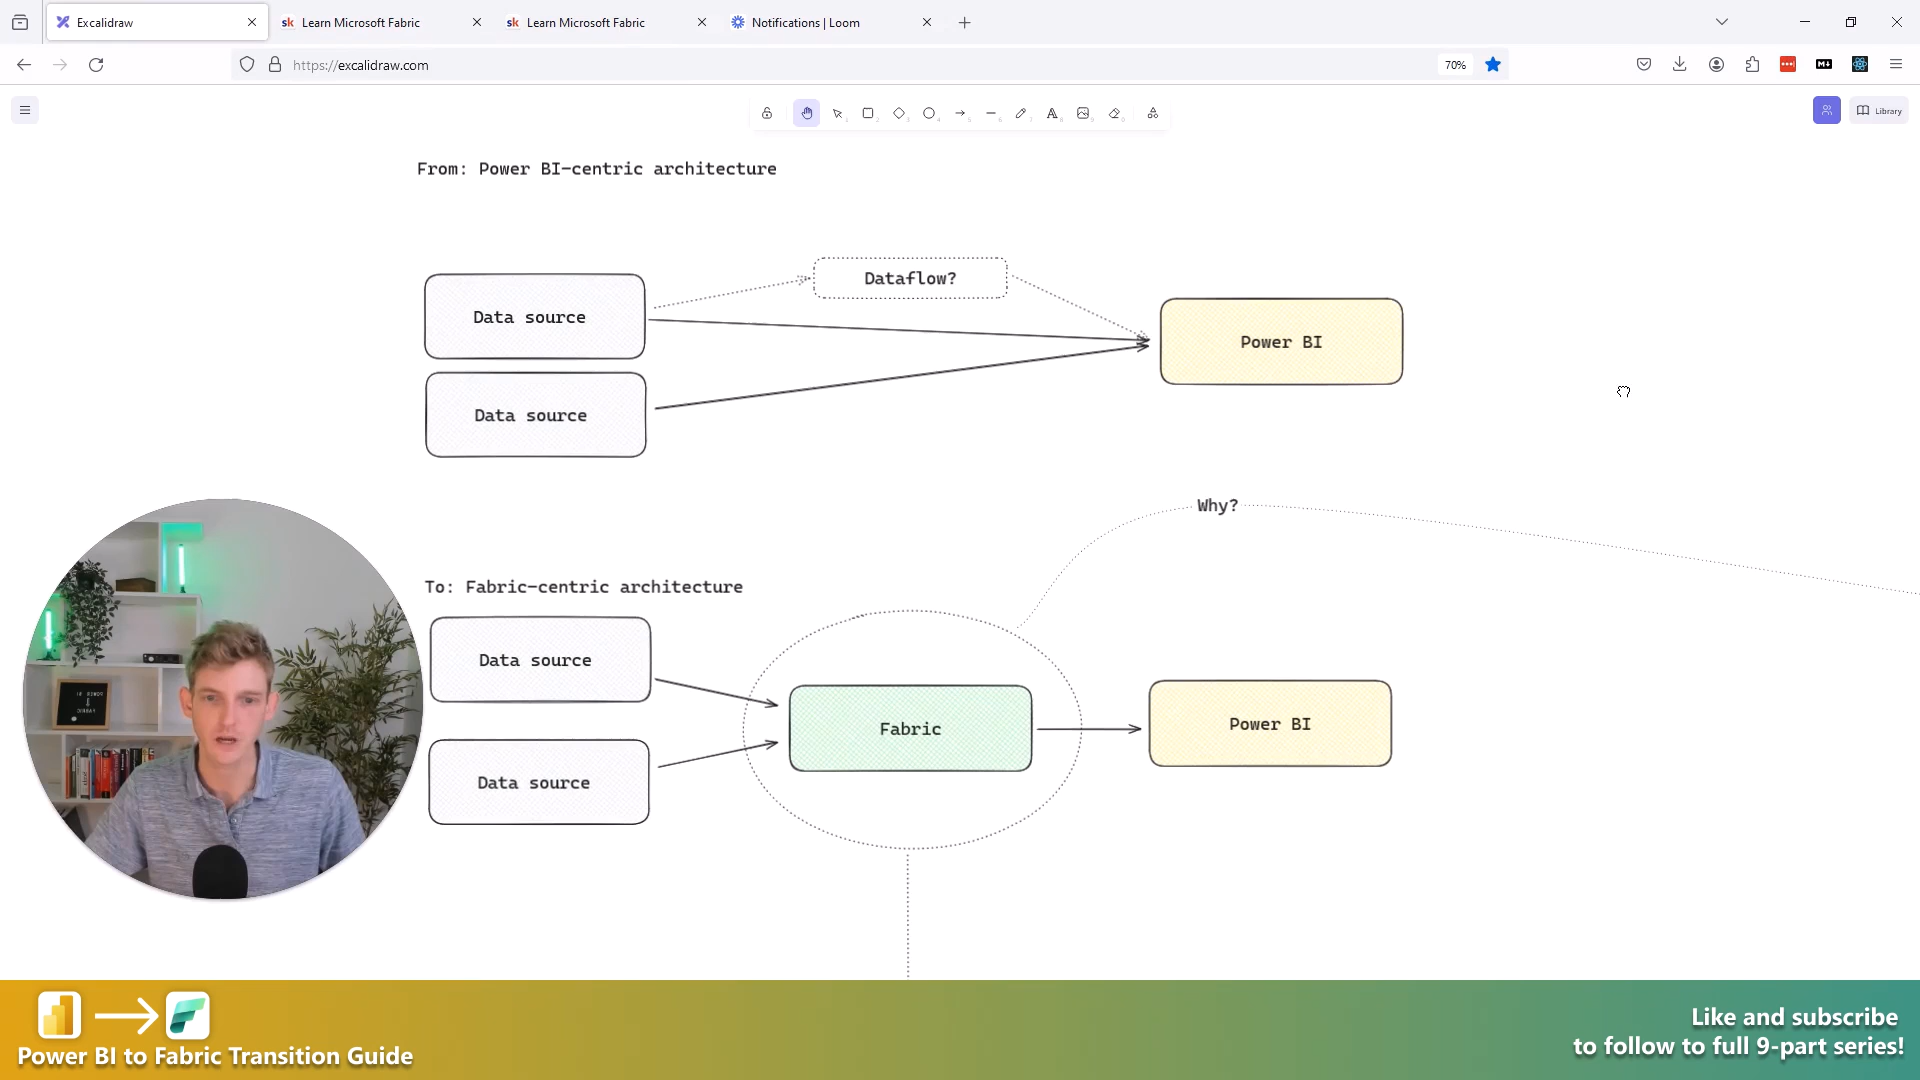 Excalidraw
sk Learn Microsoft Fabric
sk Learn Microsoft Fabric
Notifications | Loom
https://excalidraw.com
70%
Library
From: Power BI-centric architecture
Dataflow?
Data source
Power BI
Data source
Why?
To: Fabric-centric architecture
Data source
Fabric
Power BI
Data source
Power BI to Fabric Transition Guide
Like and subscribe
to follow to full 9-part series!